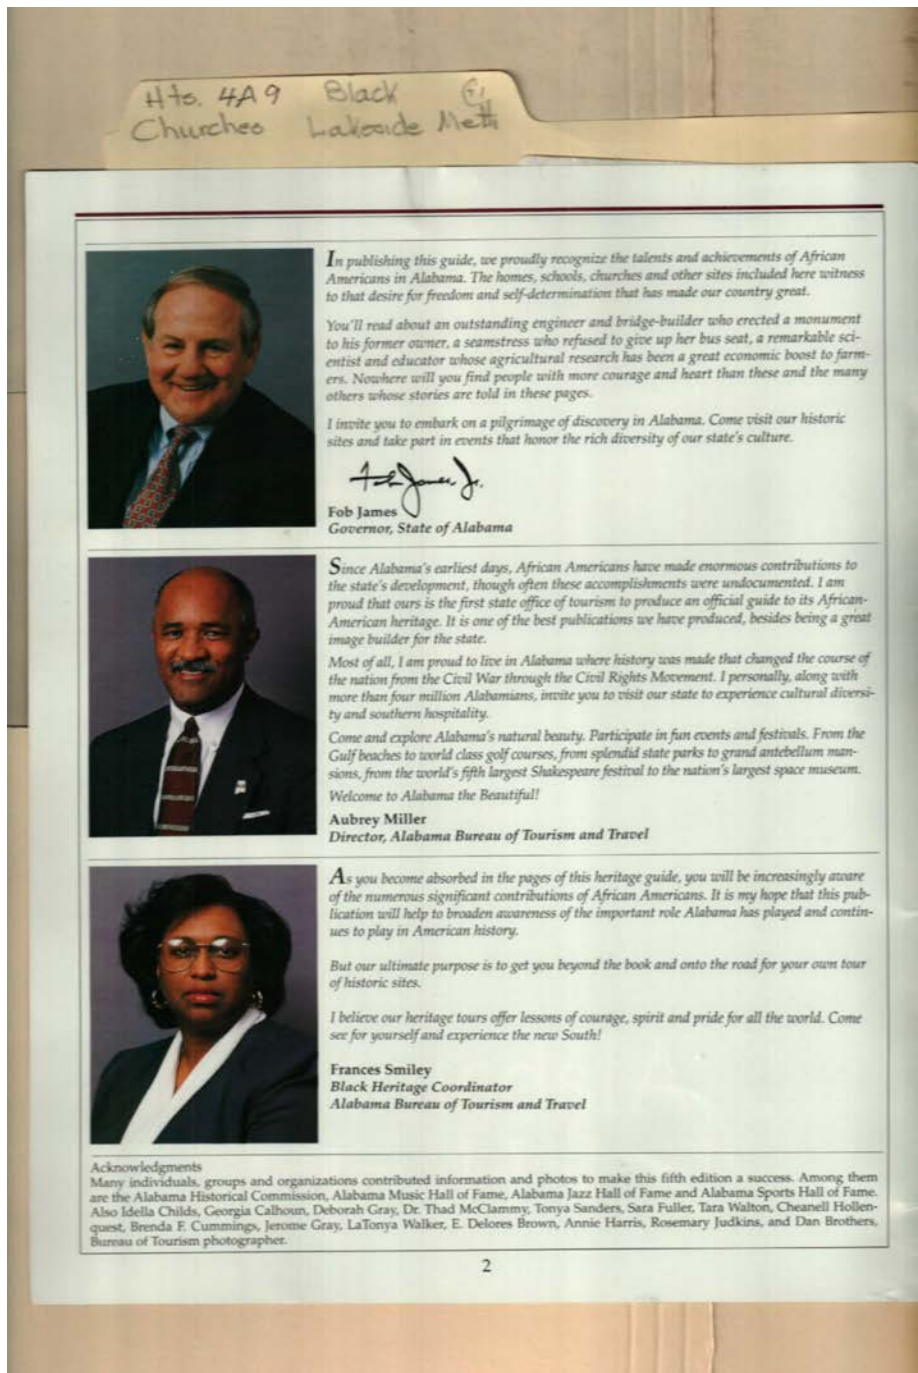 Hts. 4A9 Black
Churches Lakeside Meth
In publishing this guide, we proudly recognize the talents and achievements of African
Americans in Alabama. The homes, schools, churches and other sites included here witness
to that desire for freedom and self-determination that has made our country great.
You'll read about an outstanding engineer and bridge-builder who erected a monument
to his former owner, a seamstress who refused to give up her bus seat, a remarkable sci-
entist and educator whose agricultural research has been a great economic boost to farm-
ers. Nowhere will you find people with more courage and heart than these and the many
others whose stories are told in these pages.
I invite you to embark on a pilgrimage of discovery in Alabama. Come visit our historic
sites and take part in events that honor the rich diversity of our state's culture.
Fob James Jr.
Fob James
Governor, State of Alabama
Since Alabama's earliest days, African Americans have made enormous contributions to
the state's development, though often these accomplishments were undocumented. I am
proud that ours is the first state office of tourism to produce an official guide to its African-
American heritage. It is one of the best publications we have produced, besides being a great
image builder for the state.
Most of all, I am proud to live in Alabama where history was made that changed the course of
the nation from the Civil War through the Civil Rights Movement. I personally, along with
more than four million Alabamians, invite you to visit our state to experience cultural diversi-
ty and southern hospitality.
Come and explore Alabama's natural beauty. Participate in fun events and festivals. From the
Gulf beaches to world class golf courses, from splendid state parks to grand antebellum man-
sions, from the world's fifth largest Shakespeare festival to the nation's largest space museum.
Welcome to Alabama the Beautiful!
Aubrey Miller
Director, Alabama Bureau of Tourism and Travel
As you become absorbed in the pages of this heritage guide, you will be increasingly aware
of the numerous significant contributions of African Americans. It is my hope that this pub-
lication will help to broaden awareness of the important role Alabama has played and contin-
ues to play in American history.
But our ultimate purpose is to get you beyond the book and onto the road for your own tour
of historic sites.
I believe our heritage tours offer lessons of courage, spirit and pride for all the world. Come
see for yourself and experience the new South!
Frances Smiley
Black Heritage Coordinator
Alabama Bureau of Tourism and Travel
Acknowledgments
Many individuals, groups and organizations contributed information and photos to make this fifth edition a success. Among them
are the Alabama Historical Commission, Alabama Music Hall of Fame, Alabama Jazz Hall of Fame and Alabama Sports Hall of Fame.
Also Idella Childs, Georgia Calhoun, Deborah Gray, Dr. Thad McClammy, Tonya Sanders, Sara Fuller, Tara Walton, Cheanell Hollen-
quest, Brenda F. Cummings, Jerome Gray, LaTonya Walker, E. Delores Brown, Annie Harris, Rosemary Judkins, and Dan Brothers,
Bureau of Tourism photographer.
2